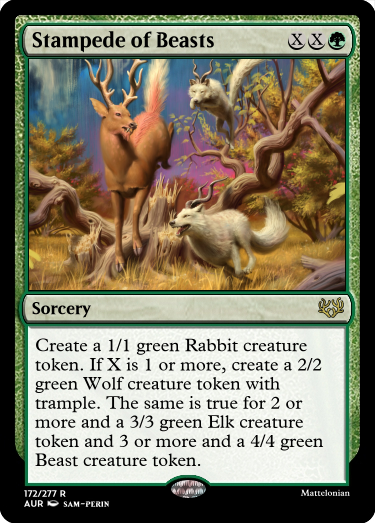 Stampede of Beasts XXG
Sorcery
Create a 1/1 green Rabbit creature
token. If X is 1 or more, create a 2/2
green Wolf creature token with
trample. The same is true for 2 or
more and a 3/3 green Elk creature
token and 3 or more and a 4/4 green
Beast creature token.
172/277 R
AUR SAM-PERIN
Mattelonian